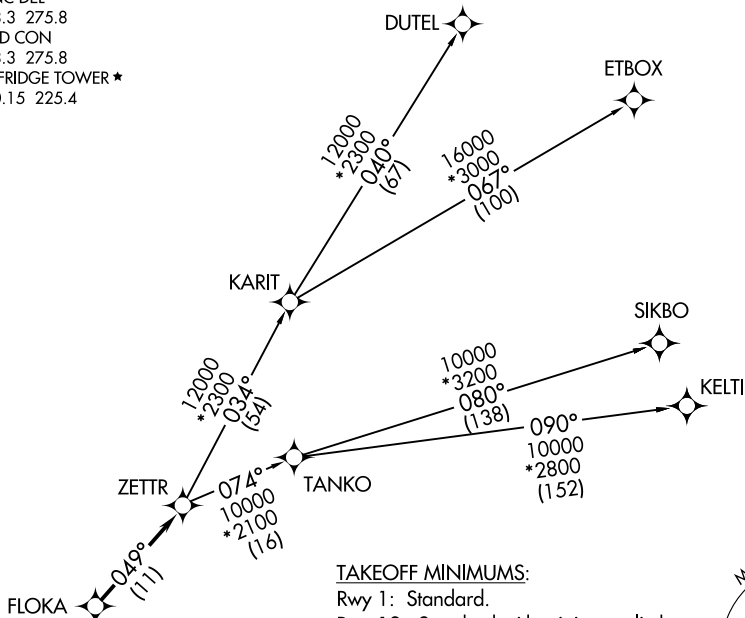 .3 275.8
CON
.3 275.8
TOWER ★
.15 225.4
DUTEL
ETBOX
12000
*2300
040°
(67)
16000
*3000
067°
(100)
KARIT
SIKBO
12000
*2300
034°
(54)
10000
*3200
080°
(138)
KELTI
090°
10000
*2800
(152)
ZETTR
074°
10000
*2100
(16)
TANKO
049°
(11)
FLOKA
TAKEOFF MINIMUMS:
Rwy 1: Standard.